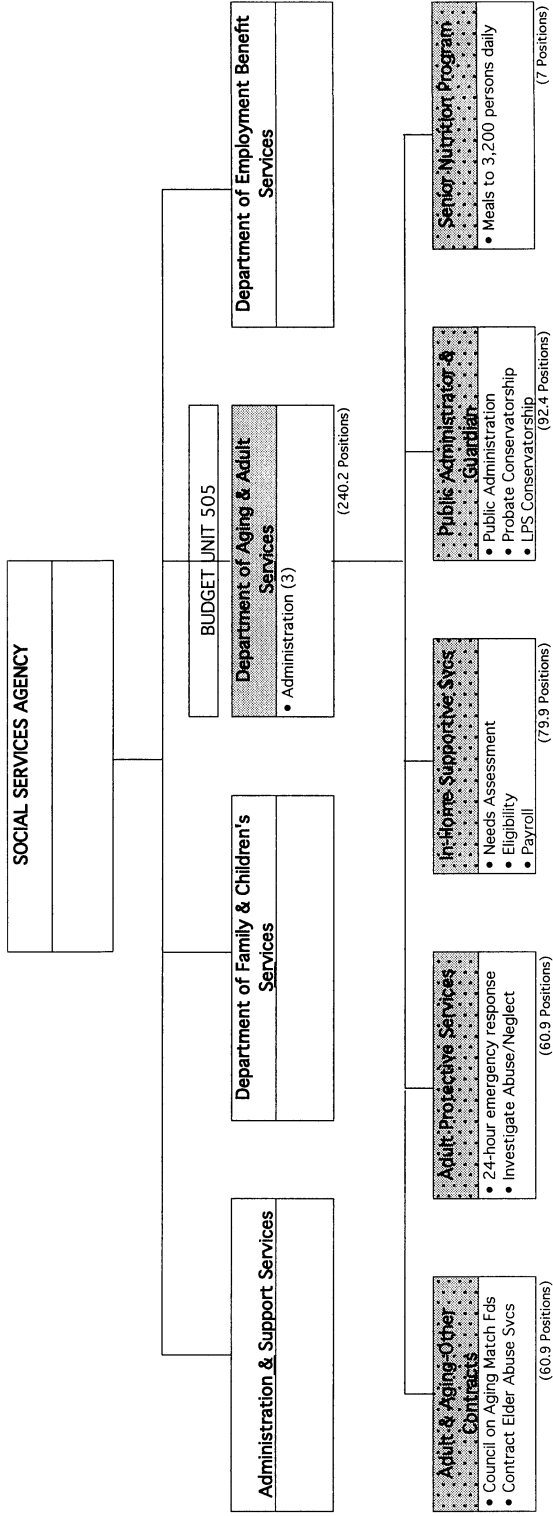 SOCIAL SERVICES AGENCY
Administration & Support Services
Department of Family & Children's
Services
BUDGET UNIT 505
Department of Aging & Adult
Services
• Administration (3)
(240.2 Positions)
Department of Employment Benefit
Services
Adult & Aging-Other
Contracts
• Council on Aging Match Fds
• Contract Elder Abuse Svcs
(60.9 Positions)
Adult Protective Services
• 24-hour emergency response
• Investigate Abuse/Neglect
(60.9 Positions)
In-Home Supportive Svcs
• Needs Assessment
• Eligibility
• Payroll
(79.9 Positions)
Public Administrator &
Guardian
• Public Administration
• Probate Conservatorship
• LPS Conservatorship
(92.4 Positions)
Senior Nutrition Program
• Meals to 3,200 persons daily
(7 Positions)